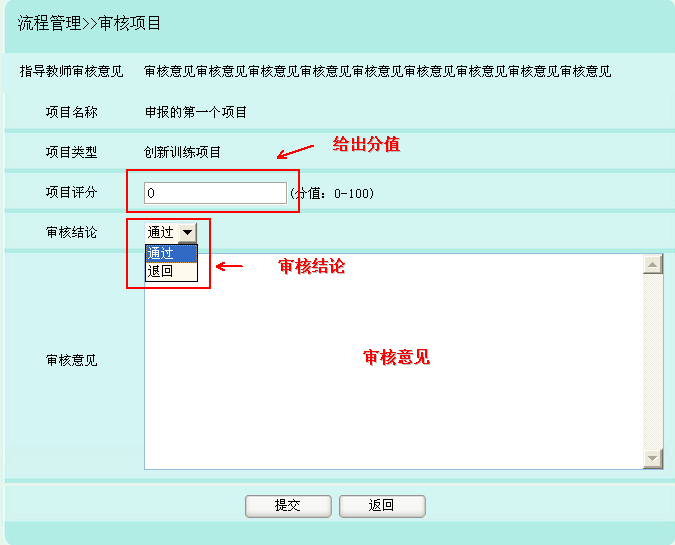 流程管理>>审核项目
指导教师审核意见 审核意见审核意见审核意见审核意见审核意见审核意见审核意见审核意见审核意见
项目名称 申报的第一个项目
给出分值
项目类型 创新训练项目
项目评分 0 (分值: 0-100)
审核结论 通过
通过
退回
审核结论
审核意见
审核意见
提交 返回